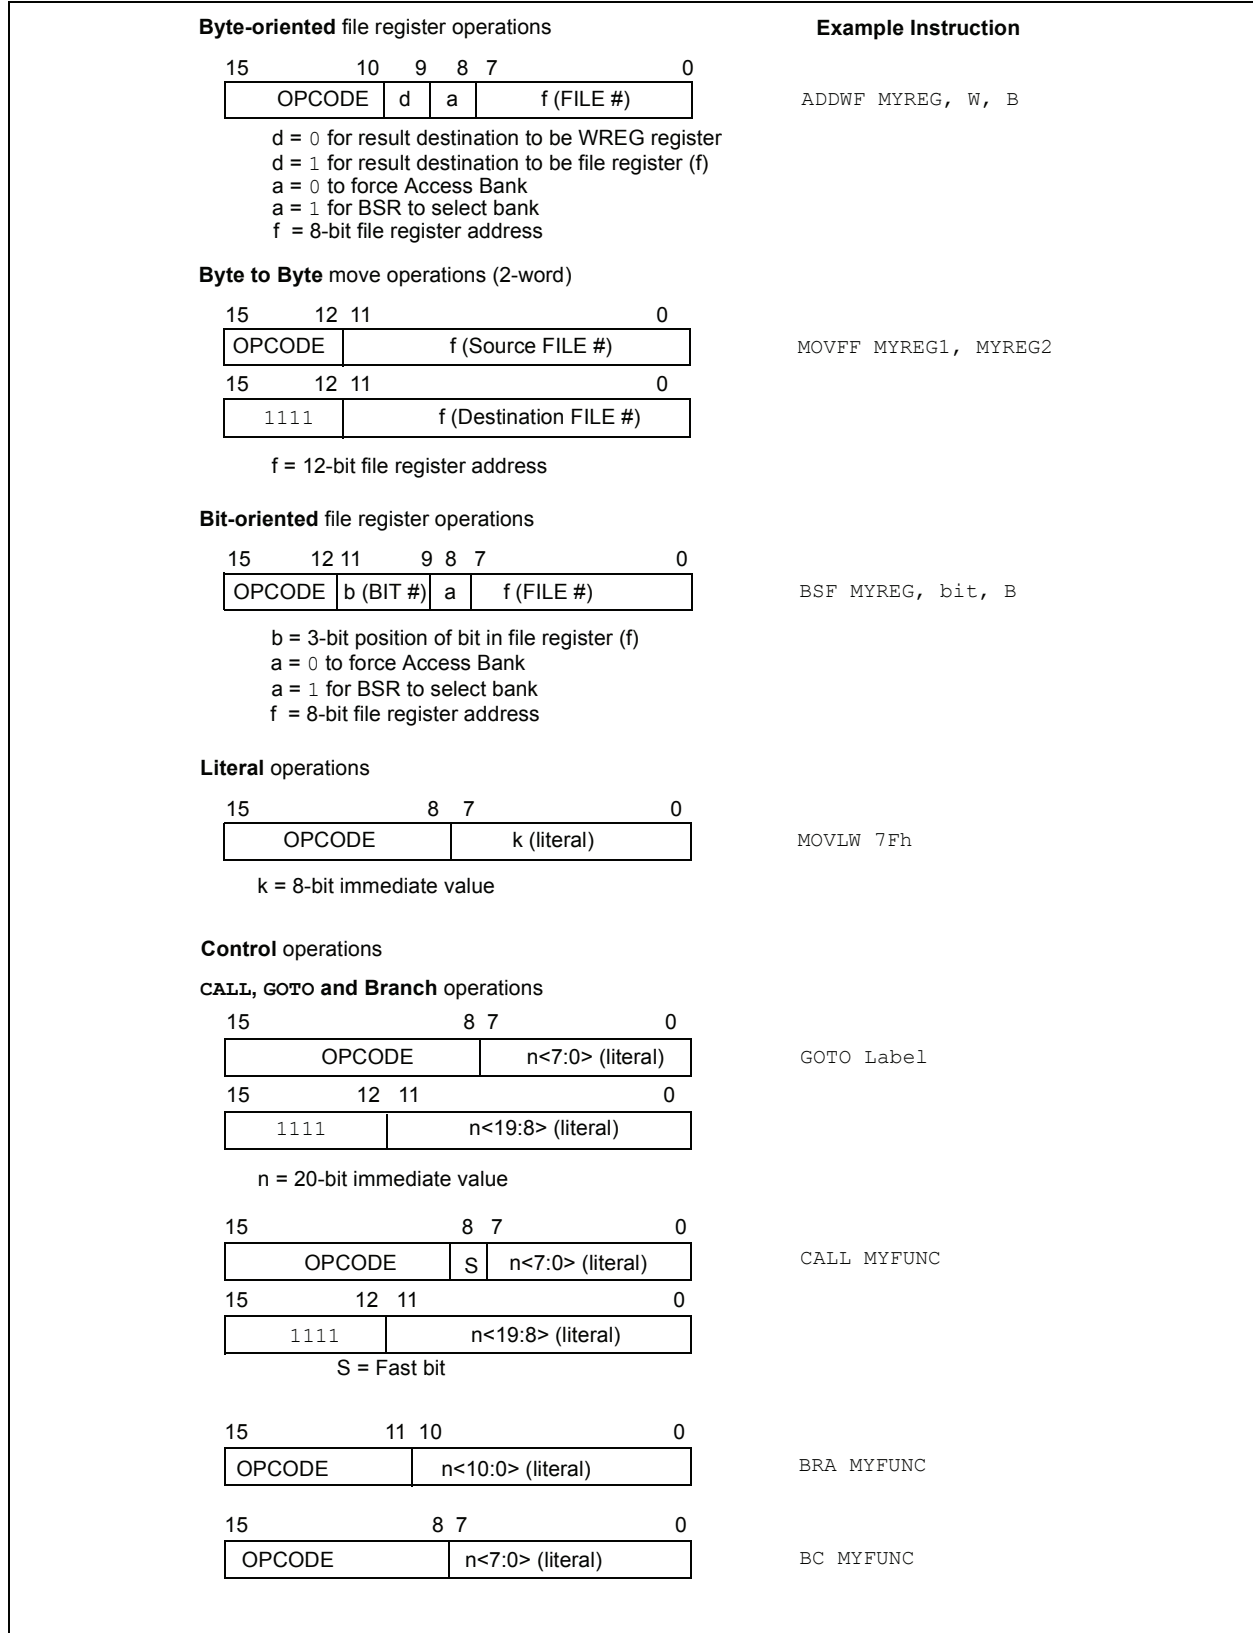 Byte-oriented file register operations    Example Instruction
15 10 9 8 7 0
OPCODE d a f (FILE #)    ADDWF MYREG, W, B
d = 0 for result destination to be WREG register
d = 1 for result destination to be file register (f)
a = 0 to force Access Bank
a = 1 for BSR to select bank
f = 8-bit file register address
Byte to Byte move operations (2-word)
15 12 11 0
OPCODE f (Source FILE #)    MOVFF MYREG1, MYREG2
15 12 11 0
1111 f (Destination FILE #)
f = 12-bit file register address
Bit-oriented file register operations
15 12 11 9 8 7 0
OPCODE b (BIT #) a f (FILE #)    BSF MYREG, bit, B
b = 3-bit position of bit in file register (f)
a = 0 to force Access Bank
a = 1 for BSR to select bank
f = 8-bit file register address
Literal operations
15 8 7 0
OPCODE k (literal)    MOVLW 7Fh
k = 8-bit immediate value
Control operations
CALL, GOTO and Branch operations
15 8 7 0
OPCODE n<7:0> (literal)    GOTO Label
15 12 11 0
1111 n<19:8> (literal)
n = 20-bit immediate value
15 8 7 0
OPCODE S n<7:0> (literal)    CALL MYFUNC
15 12 11 0
1111 n<19:8> (literal)
S = Fast bit
15 11 10 0
OPCODE n<10:0> (literal)    BRA MYFUNC
15 8 7 0
OPCODE n<7:0> (literal)    BC MYFUNC